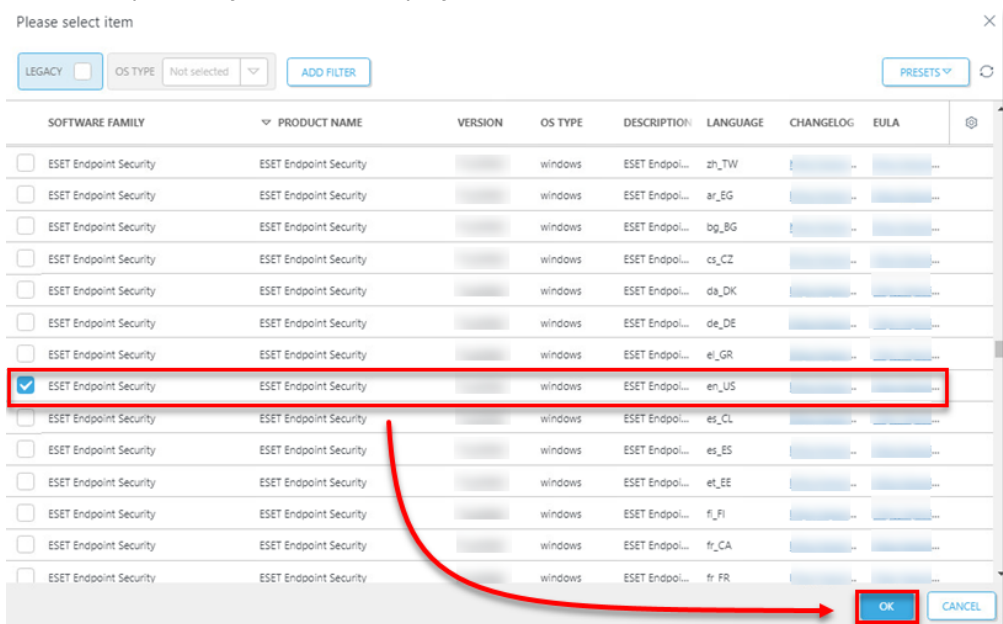 Please select item
LEGACY OS TYPE Not selected ADD FILTER PRESETS
SOFTWARE FAMILY PRODUCT NAME VERSION OS TYPE DESCRIPTION LANGUAGE CHANGELOG EULA
ESET Endpoint Security ESET Endpoint Security windows ESET Endpoi... zh_TW
ESET Endpoint Security ESET Endpoint Security windows ESET Endpoi... ar_EG
ESET Endpoint Security ESET Endpoint Security windows ESET Endpoi... bg_BG
ESET Endpoint Security ESET Endpoint Security windows ESET Endpoi... cs_CZ
ESET Endpoint Security ESET Endpoint Security windows ESET Endpoi... da_DK
ESET Endpoint Security ESET Endpoint Security windows ESET Endpoi... de_DE
ESET Endpoint Security ESET Endpoint Security windows ESET Endpoi... el_GR
ESET Endpoint Security ESET Endpoint Security windows ESET Endpoi... en_US
ESET Endpoint Security ESET Endpoint Security windows ESET Endpoi... es_CL
ESET Endpoint Security ESET Endpoint Security windows ESET Endpoi... es_ES
ESET Endpoint Security ESET Endpoint Security windows ESET Endpoi... et_EE
ESET Endpoint Security ESET Endpoint Security windows ESET Endpoi... fi_FI
ESET Endpoint Security ESET Endpoint Security windows ESET Endpoi... fr_CA
ESET Endpoint Security ESET Endpoint Security windows ESET Endpoi... fr_FR
OK CANCEL